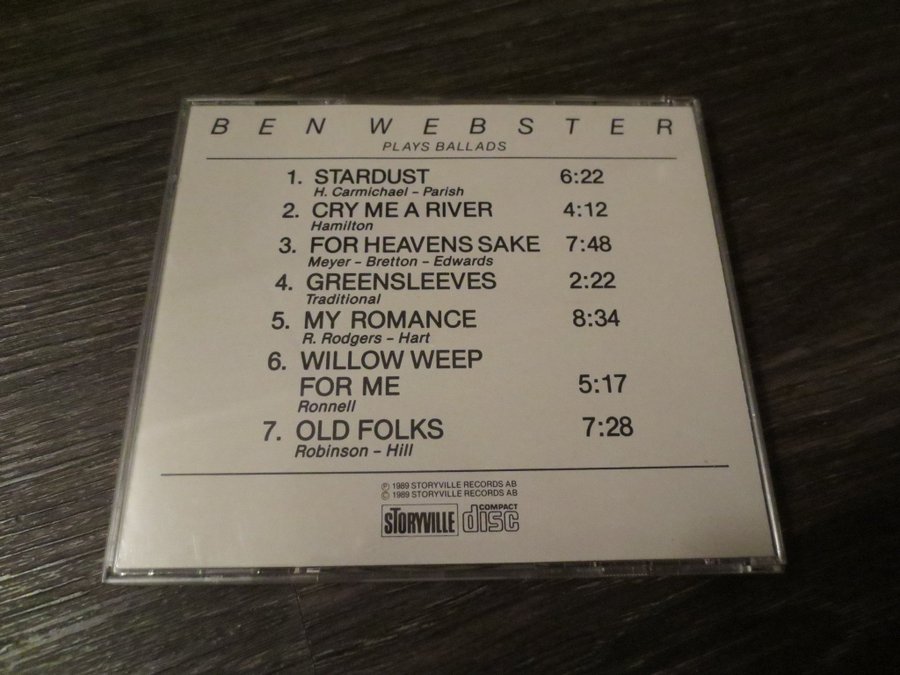 BEN WEBSTER
PLAYS BALLADS
1. STARDUST 6:22
H. Carmichael – Parish
2. CRY ME A RIVER 4:12
Hamilton
3. FOR HEAVENS SAKE 7:48
Meyer – Bretton – Edwards
4. GREENSLEEVES 2:22
Traditional
5. MY ROMANCE 8:34
R. Rodgers – Hart
6. WILLOW WEEP
FOR ME 5:17
Ronnell
7. OLD FOLKS 7:28
Robinson – Hill
℗ 1989 STORYVILLE RECORDS AB
© 1989 STORYVILLE RECORDS AB
STORYVILLE COMPACT disc